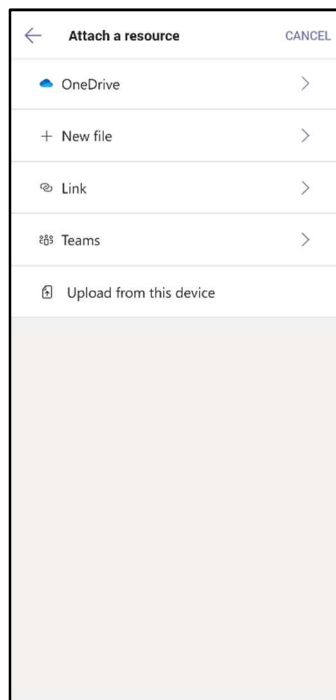 Attach a resource CANCEL
OneDrive
New file
Link
Teams
Upload from this device